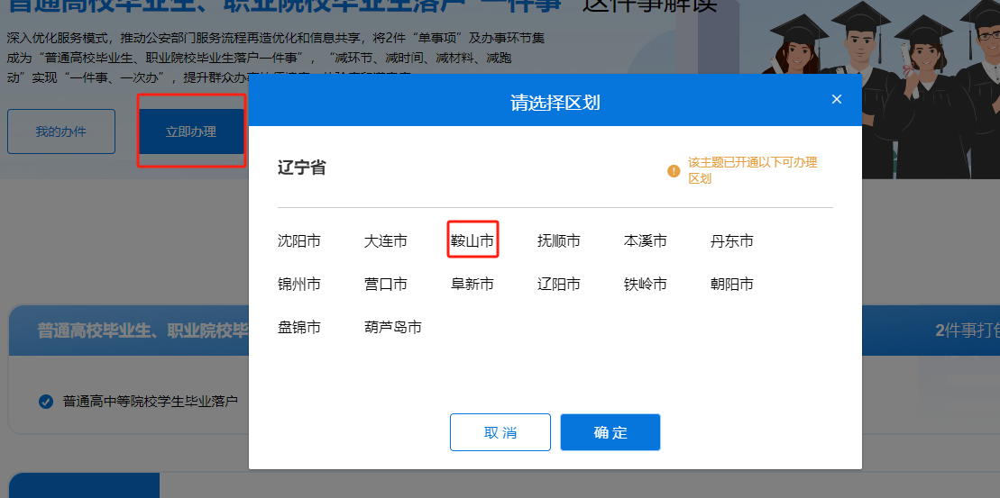 普通高校毕业生、职业院校毕业生落户“一件事” 这件事解读
深入优化服务模式，推动公安部门服务流程再造优化和信息共享，将2件“单事项”及办事环节集
成为“普通高校毕业生、职业院校毕业生落户一件事”，“减环节、减时间、减材料、减跑
动”实现“一件事、一次办”，提升群众办事
我的办件
立即办理
请选择区划
×
辽宁省
该主题已开通以下可办理
区划
沈阳市 大连市 鞍山市 抚顺市 本溪市 丹东市
锦州市 营口市 阜新市 辽阳市 铁岭市 朝阳市
盘锦市 葫芦岛市
普通高校毕业生、职业院校毕
2件事打包
普通高中等院校学生毕业落户
取 消
确 定